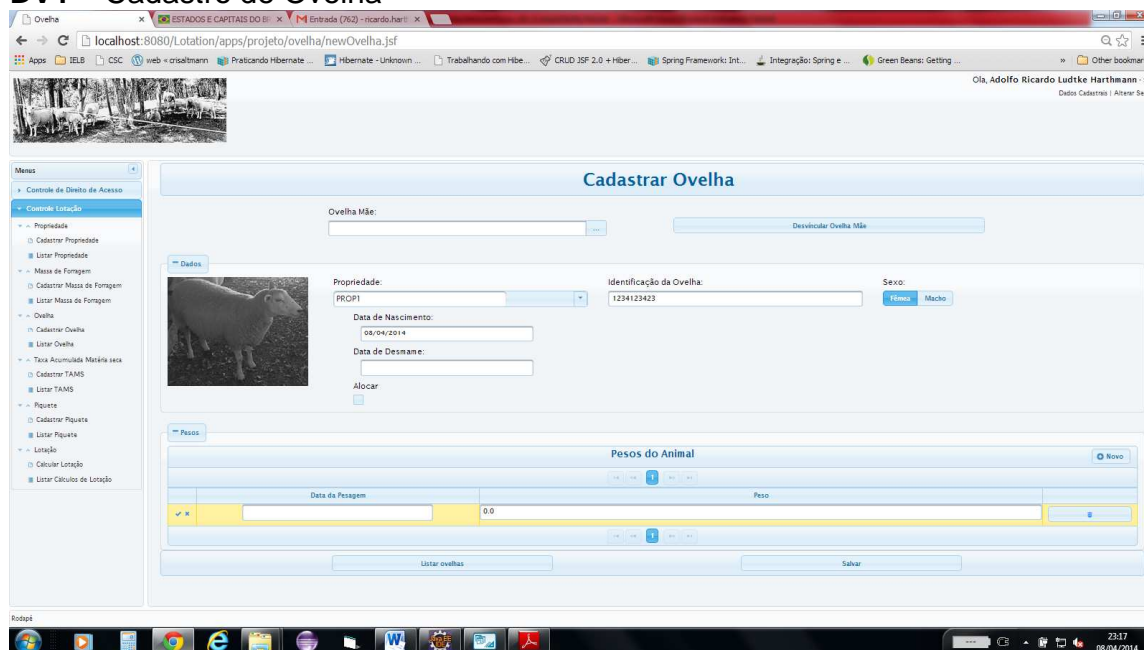 Cadastro de Ovelha
Ovelha
ESTADOS E CAPITAIS DO BR
Entrada (762) - ricardo.hart
localhost:8080/Lotation/apps/projeto/ovelha/newOvelha.jsf
Apps IELB CSC web « crisaltmann Praticando Hibernate ... Hibernate - Unknown ... Trabalhando com Hibe... CRUD JSF 2.0 + Hiber... Spring Framework: Int... Integração: Spring e ... Green Beans: Getting ... » Other bookmar
Ola, Adolfo Ricardo Ludtke Harthmann -
Dados Cadastrais | Alterar Se
Menus
Controle de Direito de Acesso
Controle Lotação
Propriedade
Cadastrar Propriedade
Listar Propriedade
Massa de Forragem
Cadastrar Massa de Forragem
Listar Massa de Forragem
Ovelha
Cadastrar Ovelha
Listar Ovelha
Taxa Acumulada Matéria seca
Cadastrar TAMS
Listar TAMS
Piquete
Cadastrar Piquete
Listar Piquete
Lotação
Calcular Lotação
Listar Cálculos de Lotação
Cadastrar Ovelha
Ovelha Mãe:
... Desvincular Ovelha Mãe
Dados
Propriedade: Identificação da Ovelha: Sexo:
PROP1 1234123423 Fêmea Macho
Data de Nascimento:
08/04/2014
Data de Desmame:
Alocar
Pesos
Pesos do Animal Novo
1
Data da Pesagem Peso
0.0
1
Listar ovelhas Salvar
Rodapé
23:17
08/04/2014